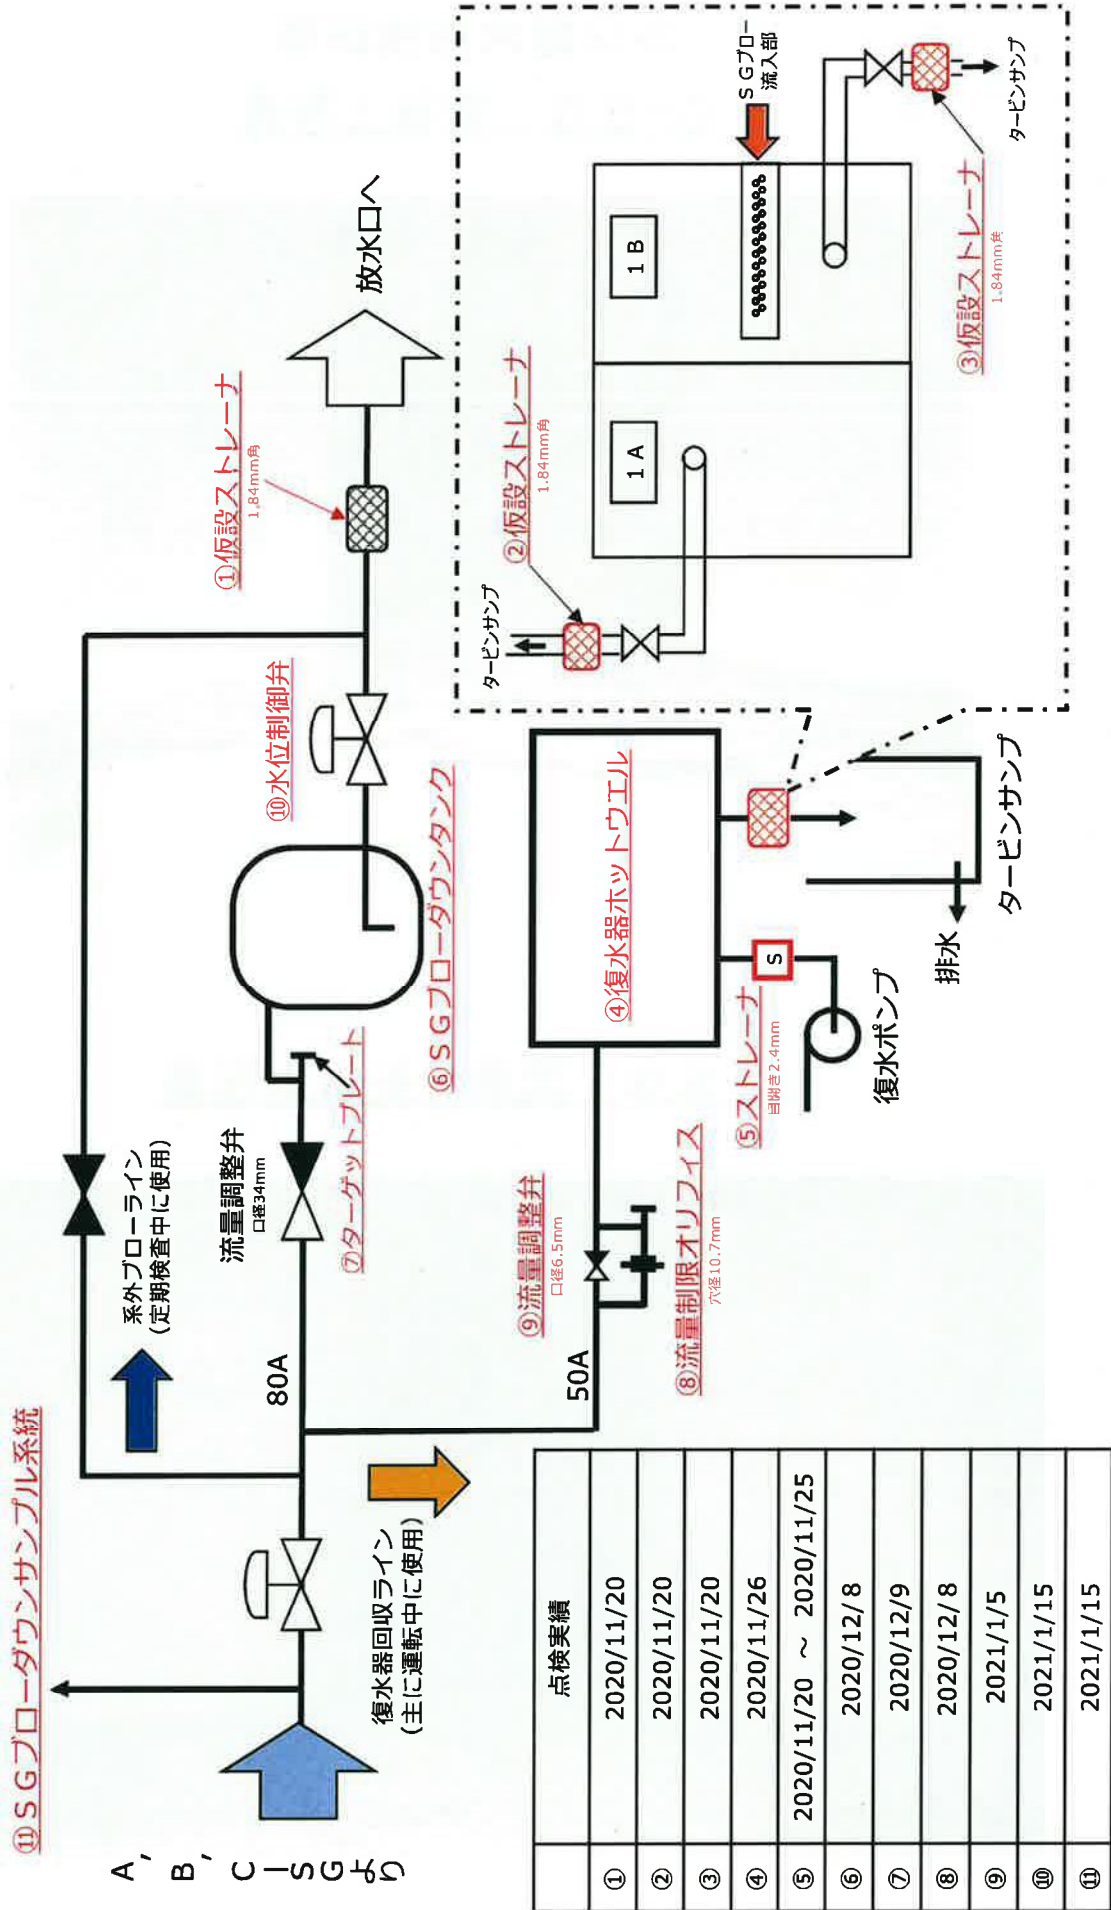 ⑪ＳＧブローダウンサンプル系統
A,
B,
C－SGより
系外ブローライン
(定期検査中に使用)
復水器回収ライン
(主に運転中に使用)
80A
50A
流量調整弁
口径34mm
⑦ターゲットプレート
⑥ＳＧブローダウンタンク
⑩水位制御弁
①仮設ストレーナ
1.84mm角
放水口へ
⑨流量調整弁
口径6.5mm
⑧流量制限オリフィス
穴径10.7mm
④復水器ホットウエル
⑤ストレーナ
目開き2.4mm
S
復水ポンプ
排水
タービンサンプ
タービンサンプ
②仮設ストレーナ
1.84mm角
1A
1B
ＳＧブロー
流入部
③仮設ストレーナ
1.84mm角
タービンサンプ
点検実績
① 2020/11/20
② 2020/11/20
③ 2020/11/20
④ 2020/11/26
⑤ 2020/11/20 ～ 2020/11/25
⑥ 2020/12/8
⑦ 2020/12/9
⑧ 2020/12/8
⑨ 2021/1/5
⑩ 2021/1/15
⑪ 2021/1/15